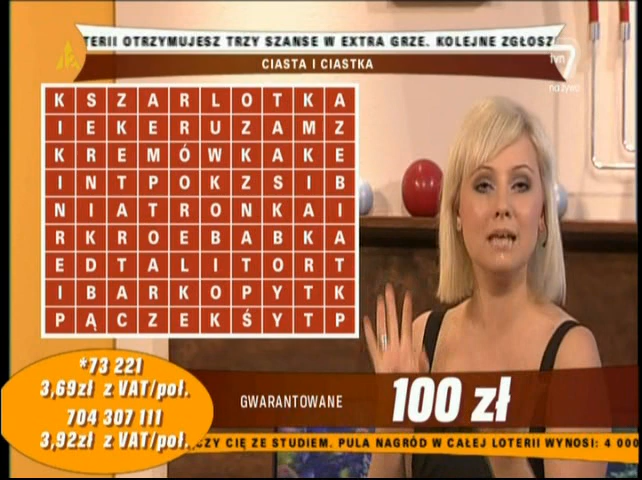 TERII OTRZYMUJESZ TRZY SZANSE W EXTRA GRZE. KOLEJNE ZGŁOSZ
CIASTA I CIASTKA
tvn 7
na żywo
K S Z A R L O T K A
I E K E R U Z A M Z
K R E M Ó W K A K E
I N T P O K Z S I B
N I A T R O N K A I
R K R O E B A B K A
E D T A L I T O R T
I B A R K O P Y T K
P Ą C Z E K Ś Y T P
*73 221
3,69zł z VAT/poł.
704 307 111
3,92zł z VAT/poł.
GWARANTOWANE
100 zł
CZY CIĘ ZE STUDIEM. PULA NAGRÓD W CAŁEJ LOTERII WYNOSI: 4 000